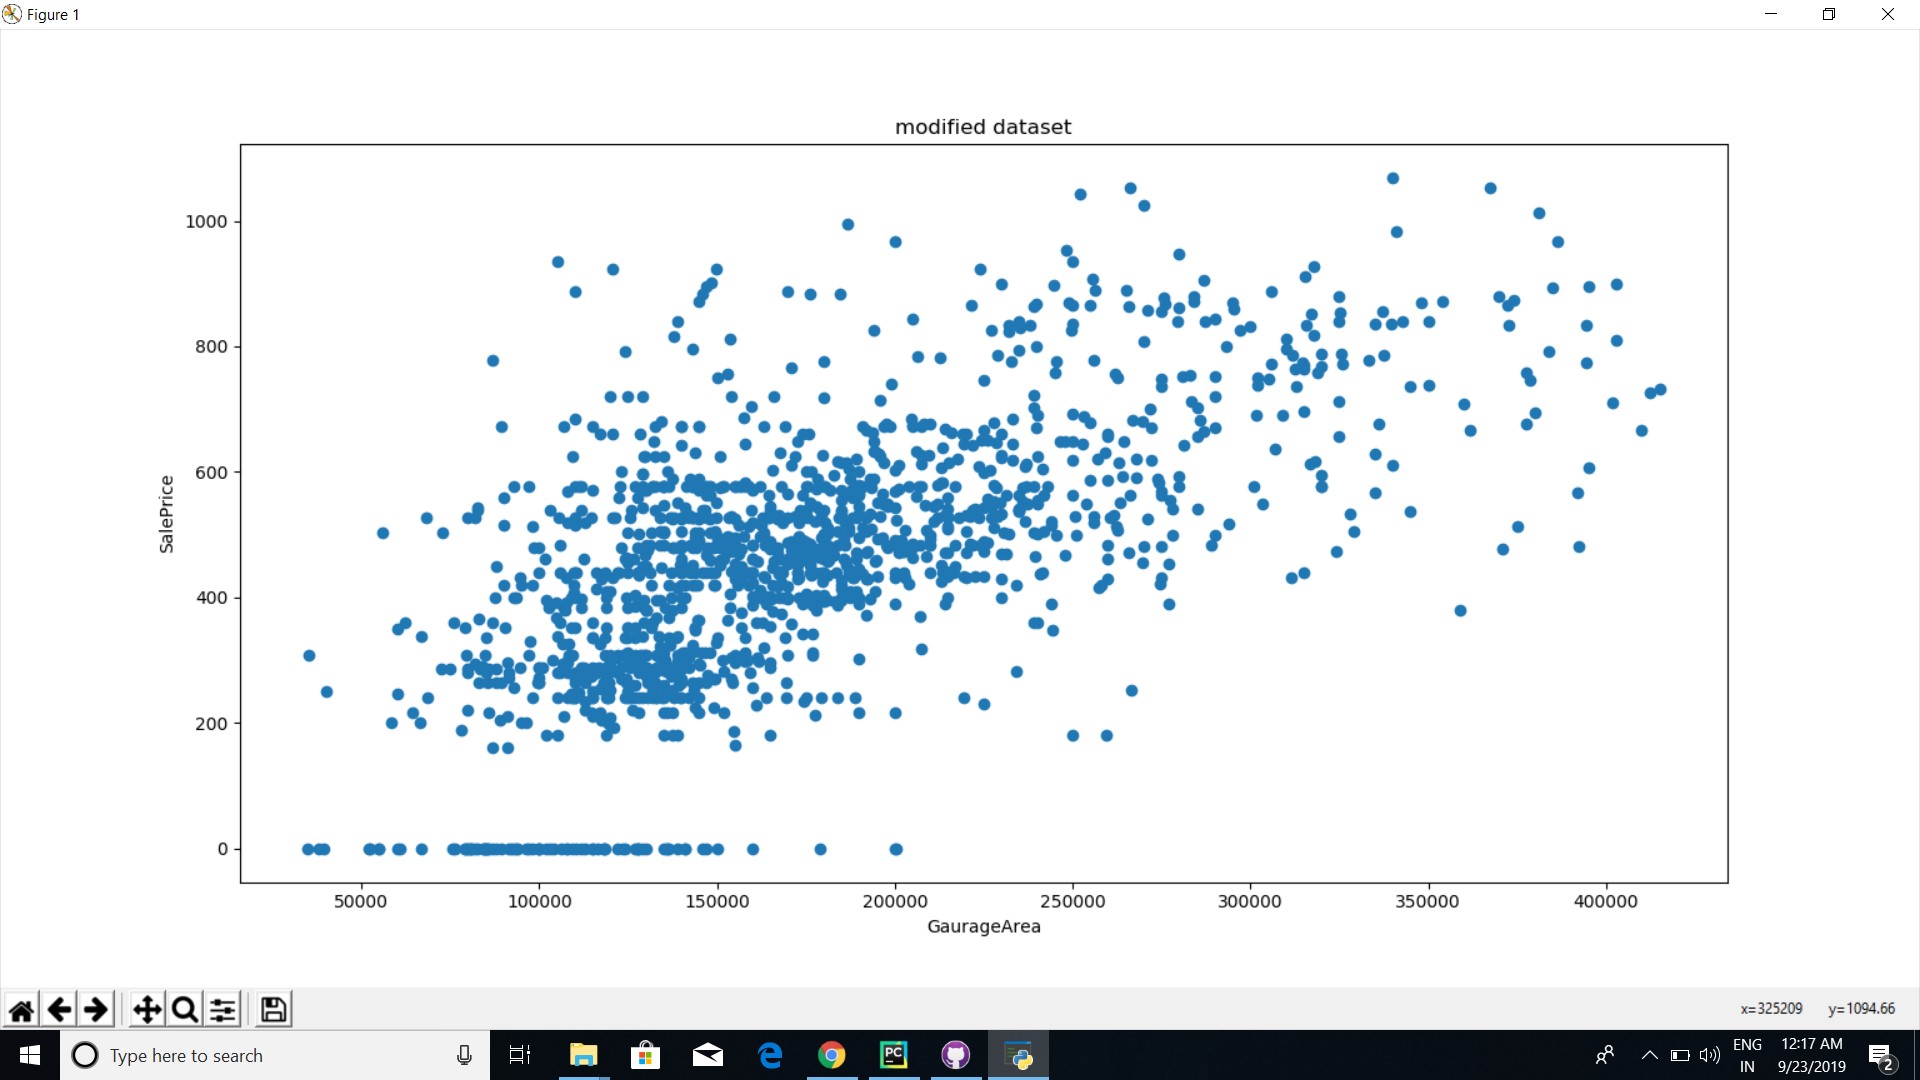 Figure 1
modified dataset
1000
800
600
400
200
0
SalePrice
50000 100000 150000 200000 250000 300000 350000 400000
GaurageArea
x=325209 y=1094.66
Type here to search
PC
ENG
IN
12:17 AM
9/23/2019
2